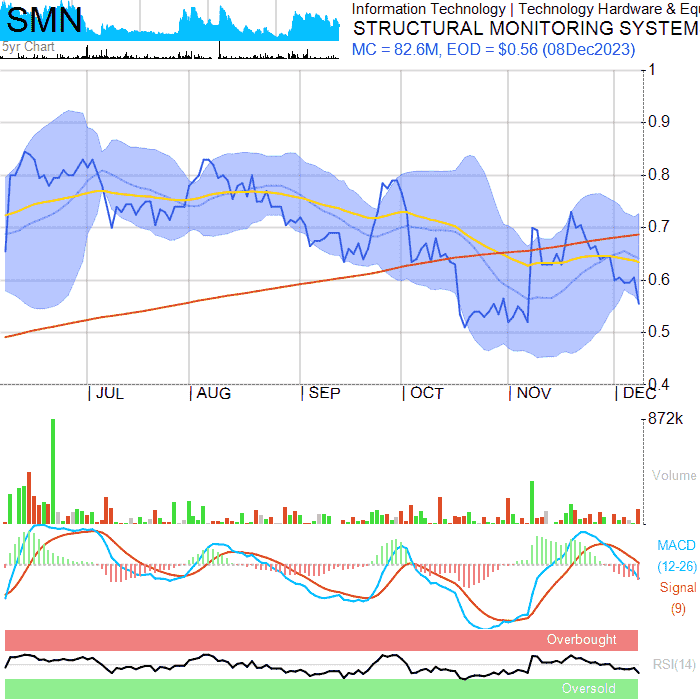 SMN
5yr Chart
Information Technology | Technology Hardware & Eq
STRUCTURAL MONITORING SYSTEM
MC = 82.6M, EOD = $0.56 (08Dec2023)
1
0.9
0.8
0.7
0.6
0.5
0.4
JUL AUG SEP OCT NOV DEC
872k
Volume
MACD
(12-26)
Signal
(9)
Overbought
RSI(14)
Oversold